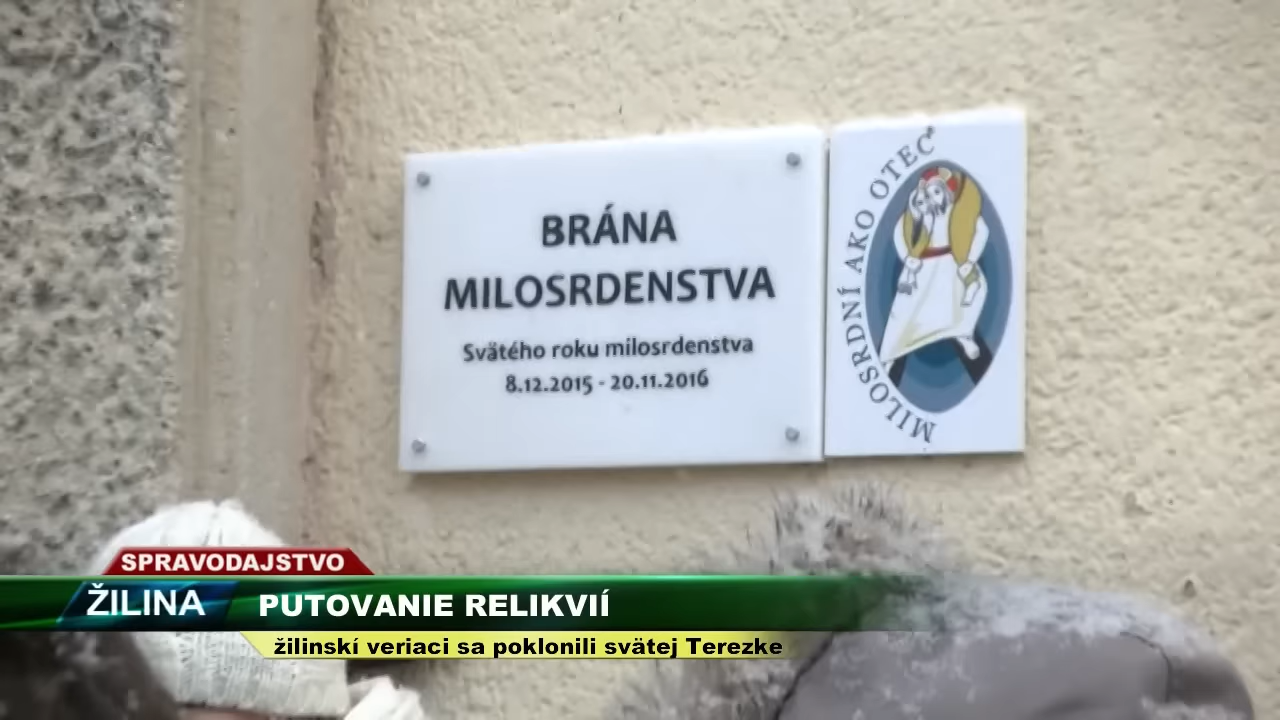 BRÁNA
MILOSRDENSTVA
Svätého roku milosrdenstva
8.12.2015 - 20.11.2016
MILOSRDNÍ AKO OTEC
SPRAVODAJSTVO
ŽILINA
PUTOVANIE RELIKVIÍ
žilinskí veriaci sa poklonili svätej Terezke